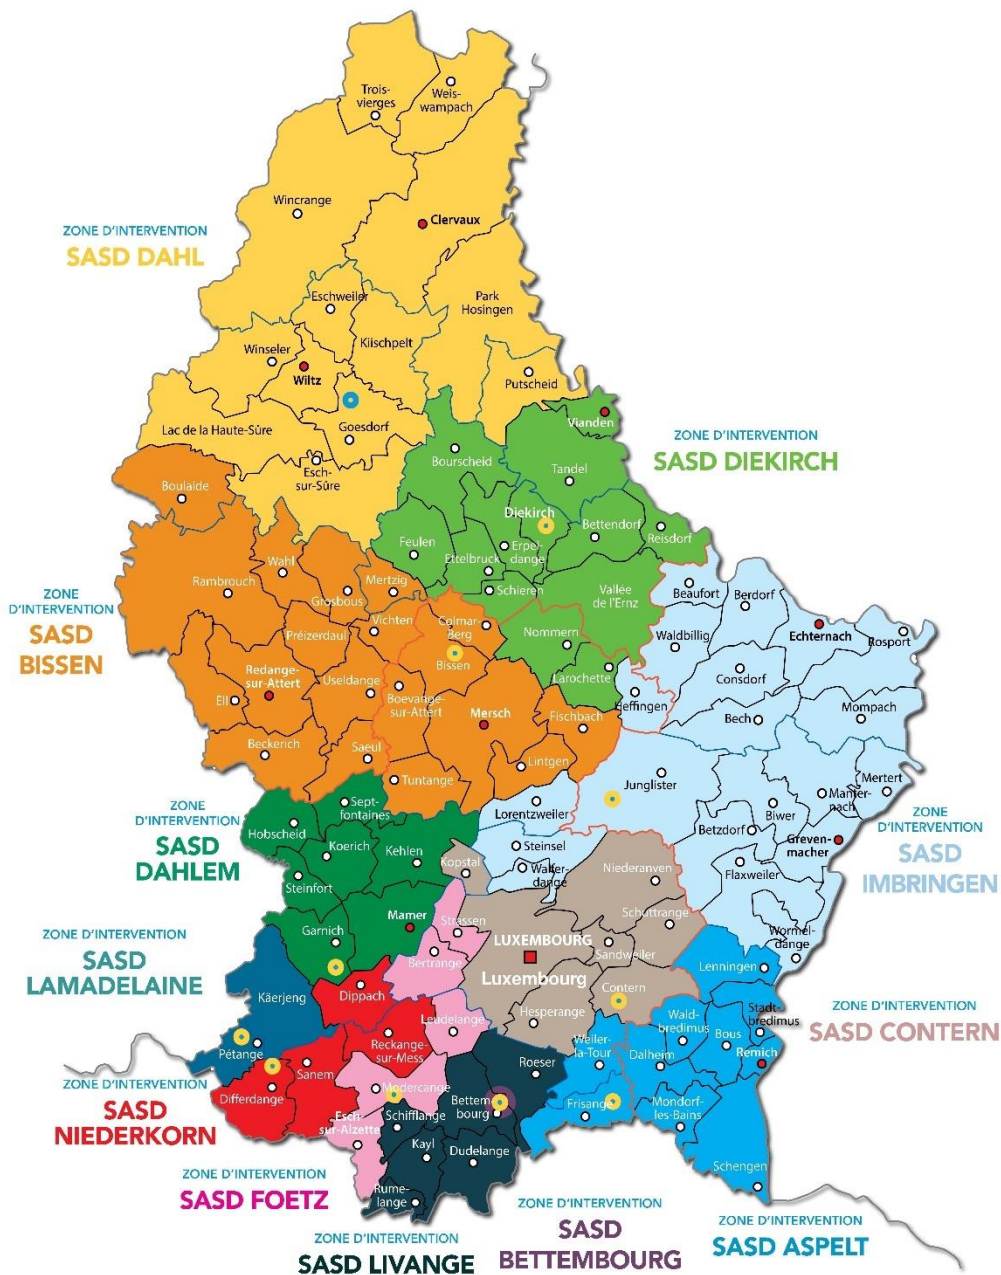 Trois-
vierges
Weis-
wampach
Wincrange
Clervaux
ZONE D'INTERVENTION
SASD DAHL
Eschweiler
Park
Hosingen
Kiischpelt
Winseler
Wiltz
Putscheid
Goesdorf
Lac de la Haute-Sûre
Esch-
sur-Sûre
Vianden
ZONE D'INTERVENTION
SASD DIEKIRCH
Bourscheid
Tandel
Boulaide
Diekirch
Bettendorf
Reisdorf
Feulen
Ettelbruck
Erpel-
dange
Schieren
Vallée
de l'Ernz
Wahl
Mertzig
Rambrouch
Grosbous
ZONE
D'INTERVENTION
SASD
BISSEN
Vichten
Préizerdaul
Colmar-
Berg
Bissen
Nommern
Larochette
Beaufort
Berdorf
Waldbillig
Echternach
Rosport
Consdorf
Redange-
sur-Attert
Useldange
Ell
Boevange-
sur-Attert
Mersch
Fischbach
Heffingen
Bech
Mompach
Beckerich
Saeul
Tuntange
Lintgen
Junglister
Lorentzweiler
Mertert
Manter-
nach
Biwer
Betzdorf
Greven-
macher
Flaxweiler
ZONE
D'INTERVENTION
SASD
IMBRINGEN
ZONE
D'INTERVENTION
SASD
DAHLEM
Sept-
fontaines
Hobscheid
Koerich
Kehlen
Steinfort
Kopstal
Steinsel
Walfer-
dange
Niederanven
Mamer
Strassen
Schuttrange
Garnich
Bertrange
LUXEMBOURG
Luxembourg
Sandweiler
Wormel-
dange
Lenningen
ZONE D'INTERVENTION
SASD
LAMADELAINE
Käerjeng
Dippach
Contern
Hesperange
Leudelange
Reckange-
sur-Mess
Stadt-
bredimus
Wald-
bredimus
Bous
Remich
ZONE D'INTERVENTION
SASD CONTERN
Pétange
Weiler-
la-Tour
Dalheim
Sanem
Roeser
Differdange
Modercange
Bettem-
bourg
Frisange
Mondorf-
les-Bains
ZONE D'INTERVENTION
SASD
NIEDERKORN
Esch-
sur-Alzette
Schifflange
Kayl
Dudelange
Schengen
Rume-
lange
ZONE D'INTERVENTION
SASD FOETZ
ZONE D'INTERVENTION
SASD LIVANGE
ZONE D'INTERVENTION
SASD
BETTEMBOURG
ZONE D'INTERVENTION
SASD ASPELT